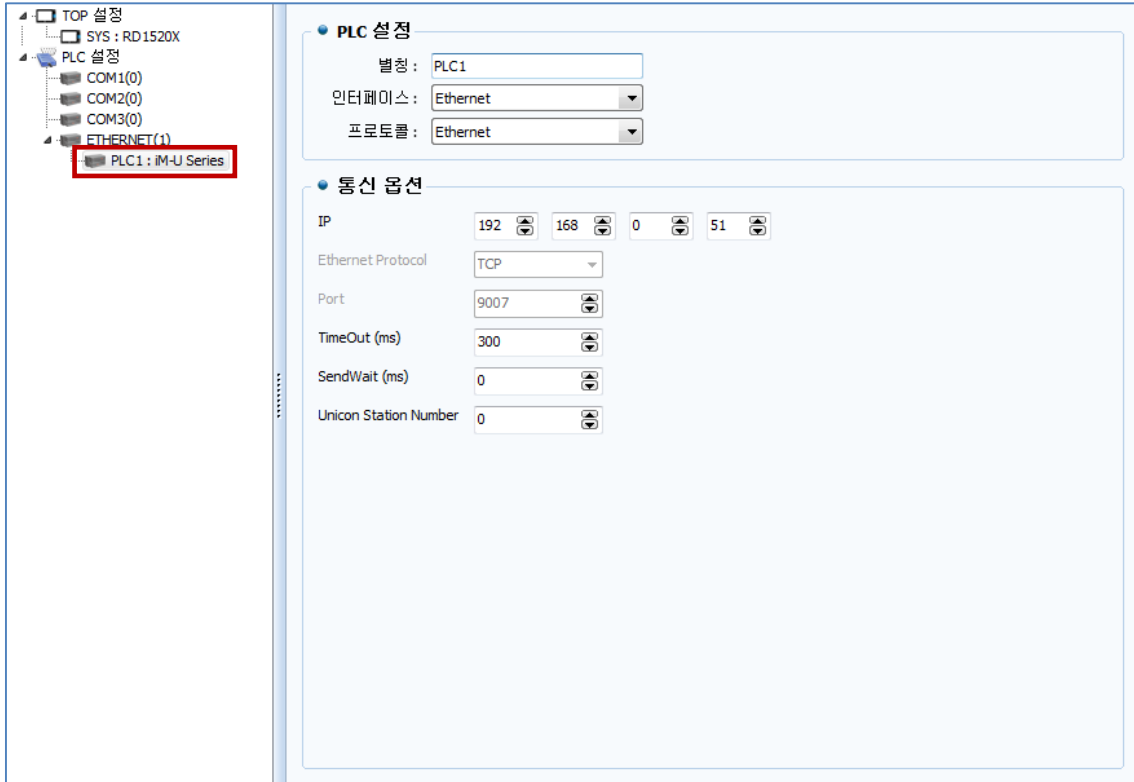 TOP 설정
SYS : RD1520X
PLC 설정
COM1(0)
COM2(0)
COM3(0)
ETHERNET(1)
PLC1 : iM-U Series
PLC 설정
별칭 : PLC1
인터페이스 : Ethernet
프로토콜 : Ethernet
통신 옵션
IP 192 168 0 51
Ethernet Protocol TCP
Port 9007
TimeOut (ms) 300
SendWait (ms) 0
Unicon Station Number 0